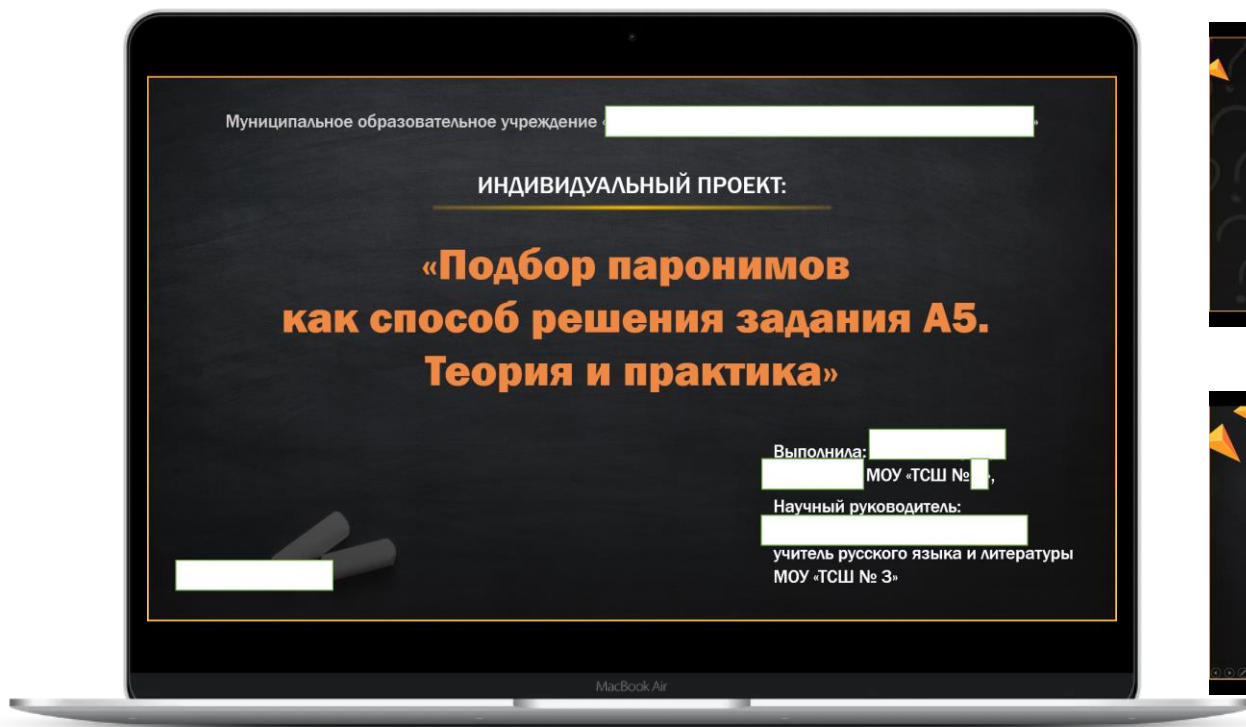 Муниципальное образовательное учреждение « »
ИНДИВИДУАЛЬНЫЙ ПРОЕКТ:
«Подбор паронимов
как способ решения задания А5.
Теория и практика»
Выполнила:
МОУ «ТСШ № »,
Научный руководитель:
учитель русского языка и литературы
МОУ «ТСШ № 3»
MacBook Air